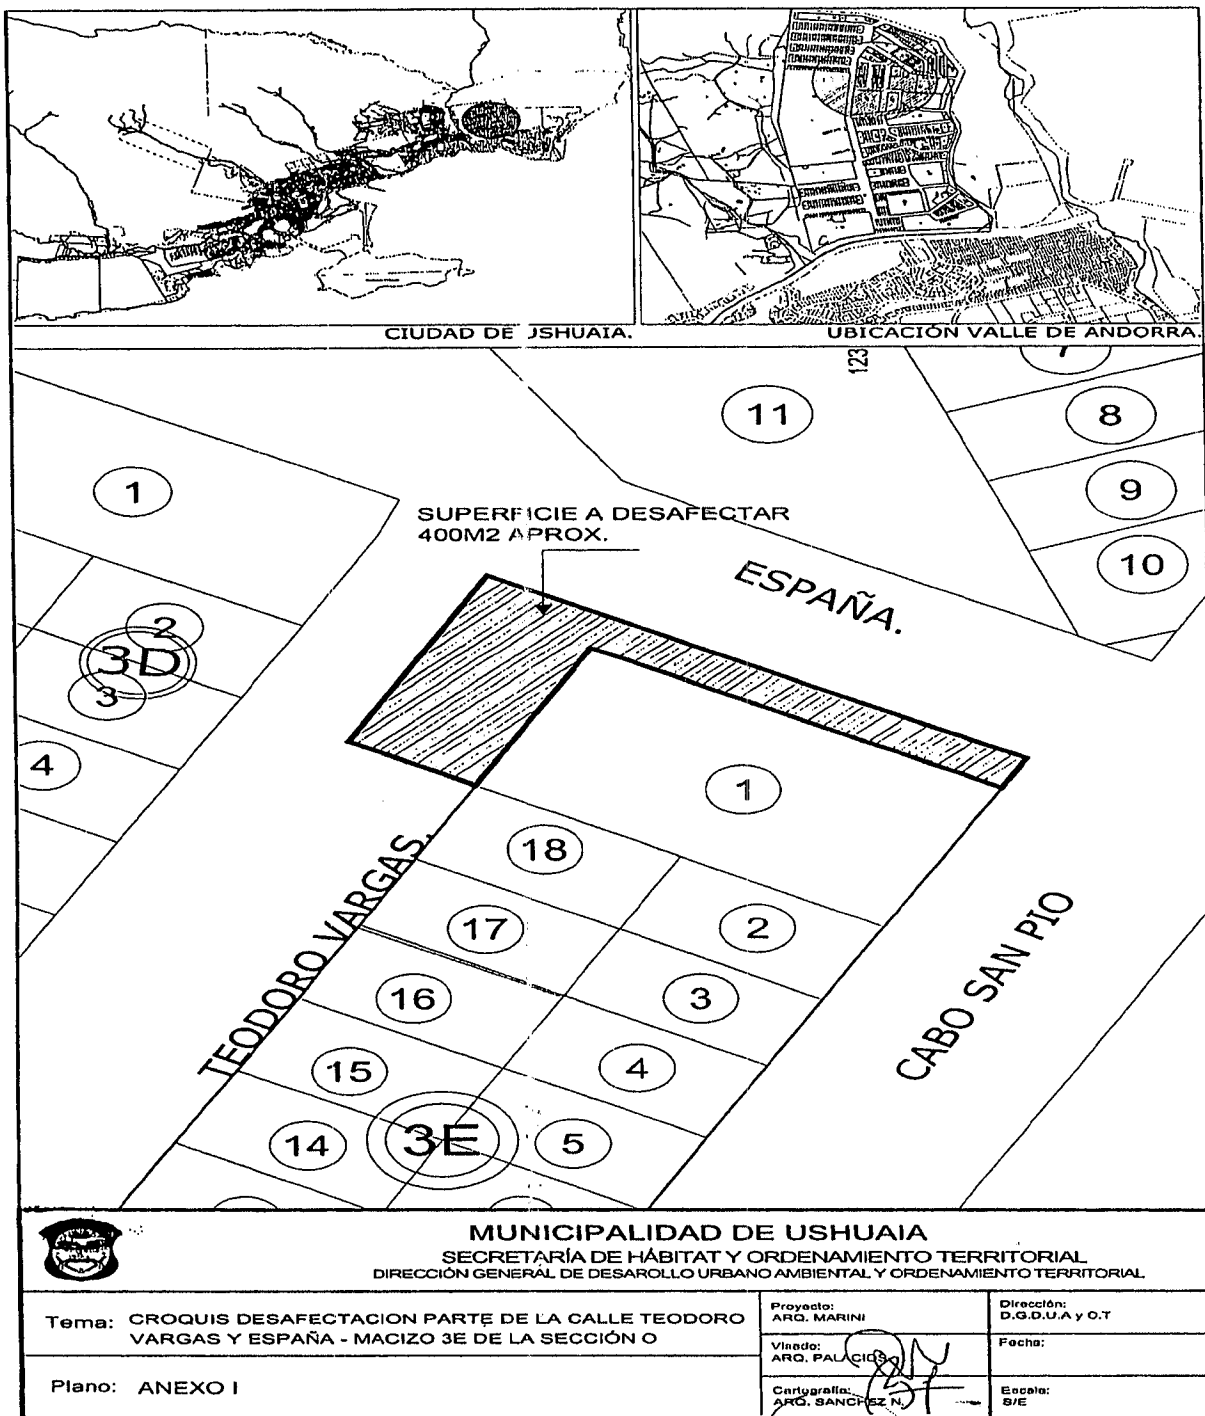 CIUDAD DE USHUAIA.
UBICACIÓN VALLE DE ANDORRA.
123
7
11
8
1
9
SUPERFICIE A DESAFECTAR
400M2 APROX.
10
ESPAÑA.
2
3D
3
4
1
18
TEODORO VARGAS.
17
2
CABO SAN PIO
16
3
15
4
14
3E
5
MUNICIPALIDAD DE USHUAIA
SECRETARÍA DE HÁBITAT Y ORDENAMIENTO TERRITORIAL
DIRECCIÓN GENERAL DE DESAROLLO URBANO AMBIENTAL Y ORDENAMIENTO TERRITORIAL
Tema: CROQUIS DESAFECTACION PARTE DE LA CALLE TEODORO
VARGAS Y ESPAÑA - MACIZO 3E DE LA SECCIÓN O
Plano: ANEXO I
Proyecto:
ARQ. MARINI
Dirección:
D.G.D.U.A y O.T
Visado:
ARQ. PALACIOS
Fecha:
Cartografía:
ARQ. SANCHEZ N.
Escala:
S/E